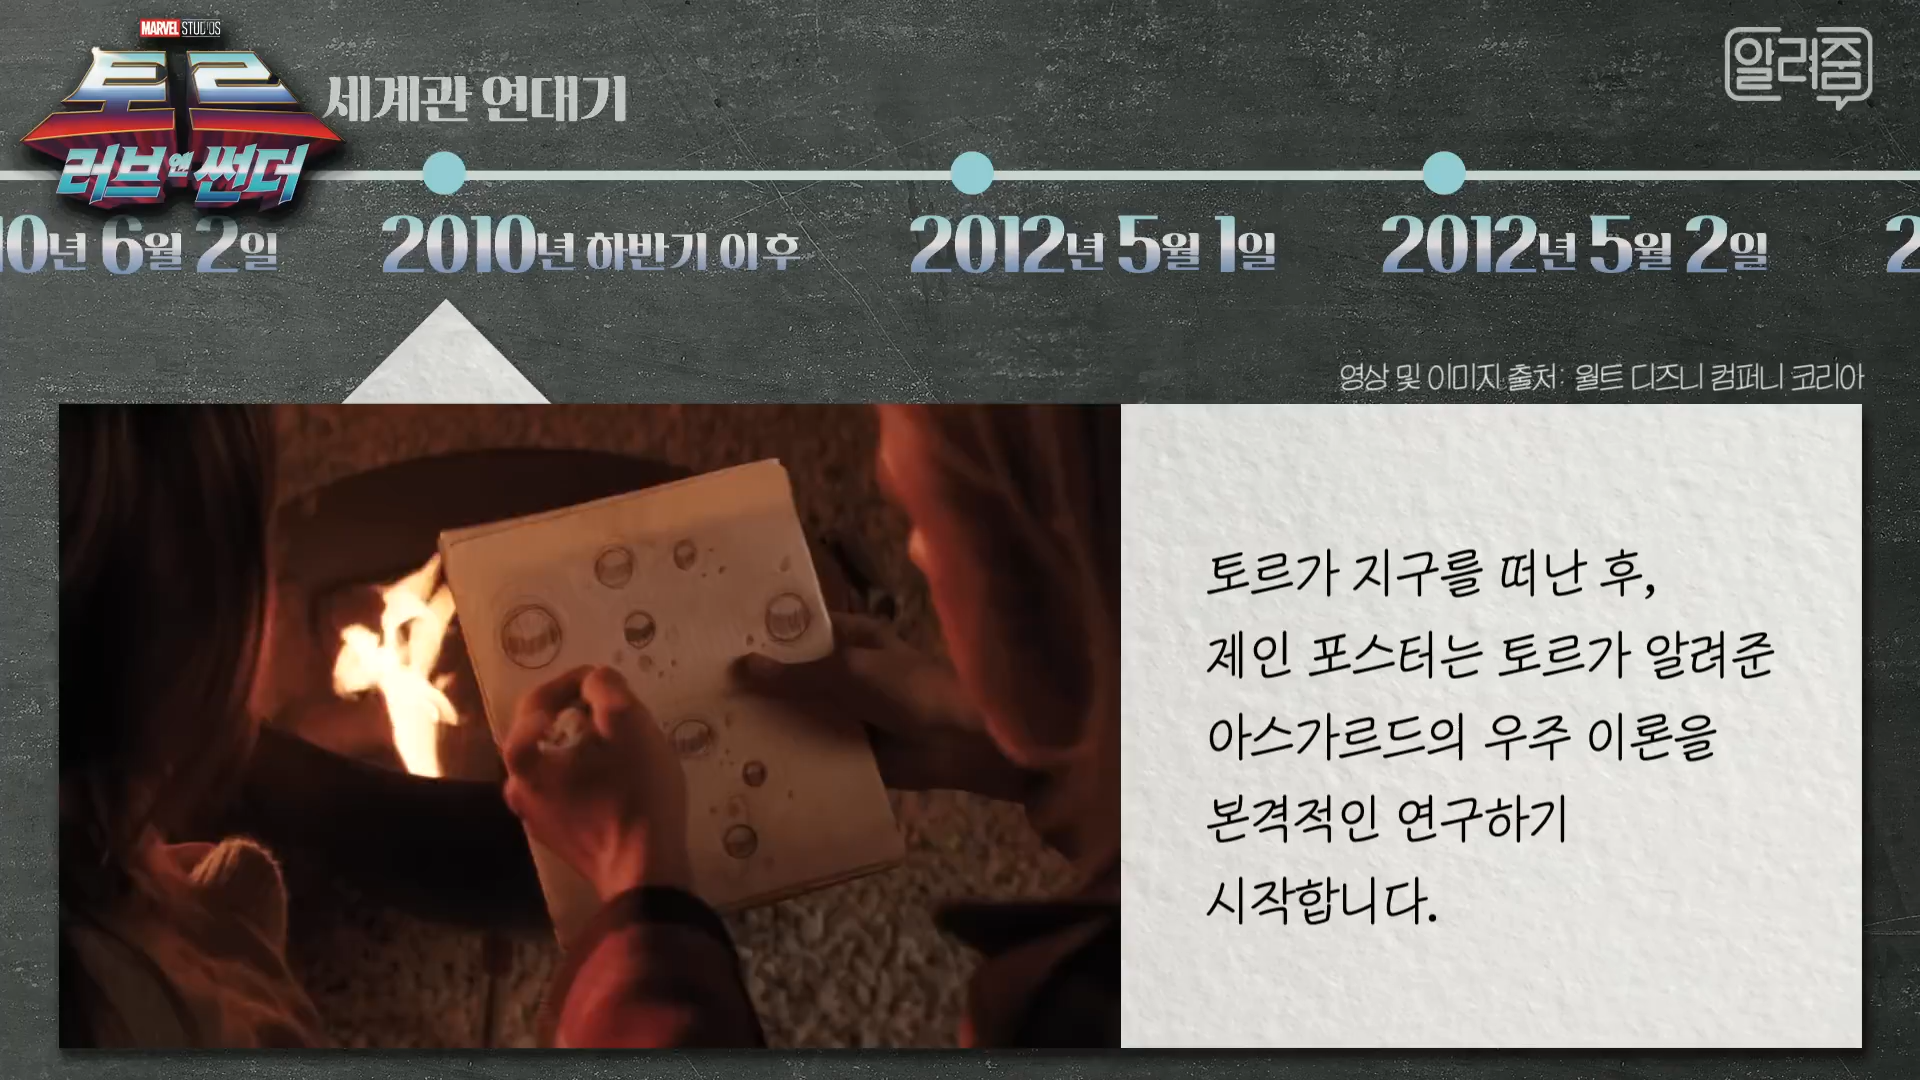 MARVEL STUDIOS
토르
러브 앤 썬더
세계관 연대기
알려줌
10년 6월 2일
2010년 하반기 이후
2012년 5월 1일
2012년 5월 2일
2
영상 및 이미지 출처: 월트 디즈니 컴퍼니 코리아
토르가 지구를 떠난 후,
제인 포스터는 토르가 알려준
아스가르드의 우주 이론을
본격적인 연구하기
시작합니다.